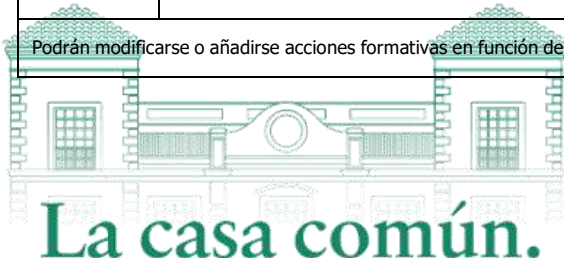 Podrán modificarse o añadirse acciones formativas en función de
La casa común.